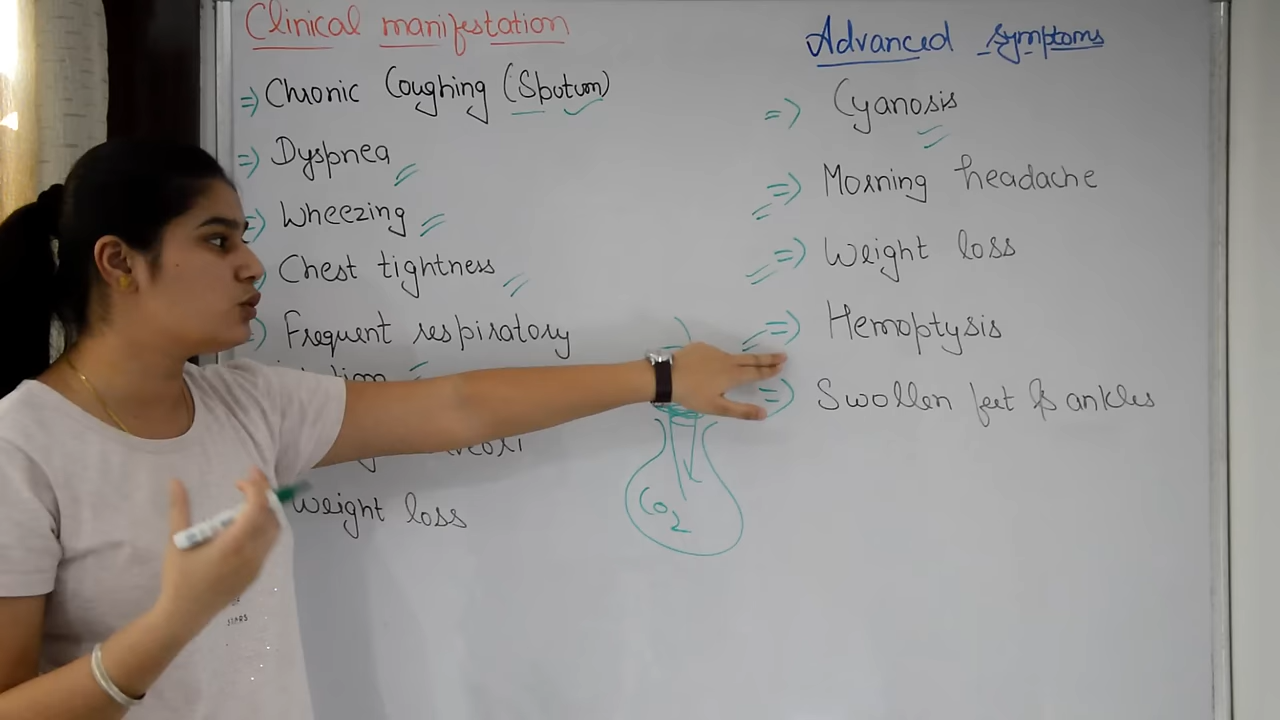 Clinical manifestation
=> Chronic Coughing (Sputum)
=> Dyspnea
=> Wheezing
Chest tightness
Frequent respiratory
Weight loss
CO2
Advanced symptoms
=> Cyanosis
=> Morning headache
=> Weight loss
=> Hemoptysis
=> Swollen feet & ankles
STARS